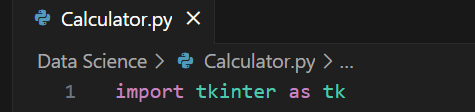 Calculator.py ×
Data Science > Calculator.py > ...
1 import tkinter as tk